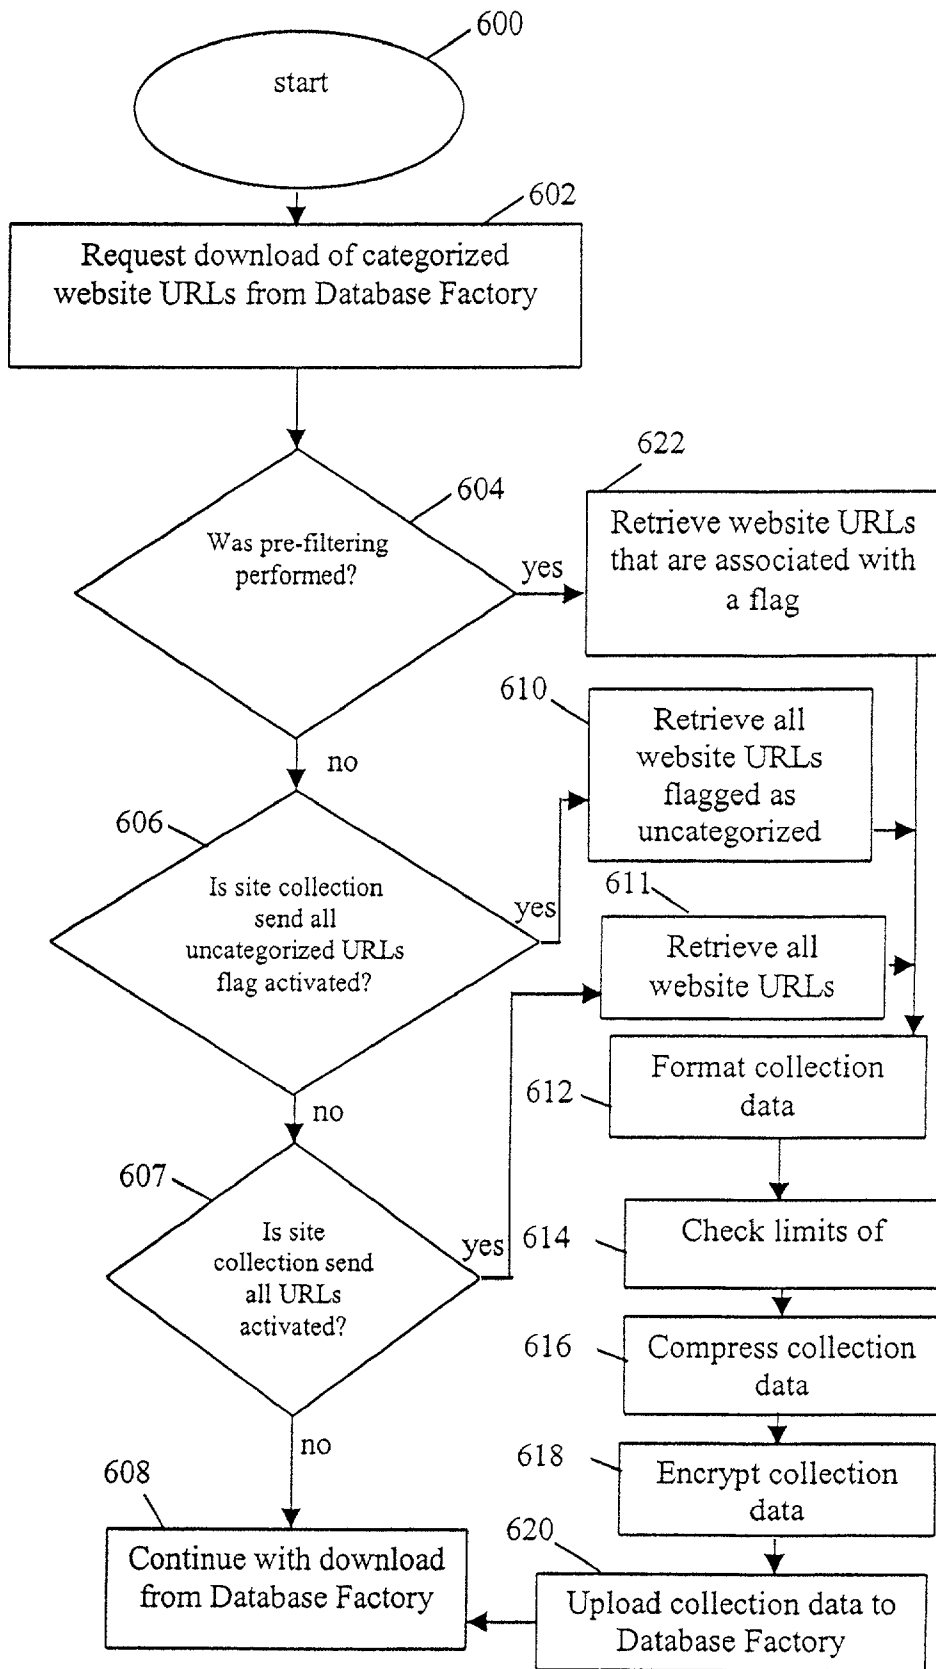 600
start
602
Request download of categorized
website URLs from Database Factory
604
Was pre-filtering
performed?
yes
622
Retrieve website URLs
that are associated with
a flag
no
610
Retrieve all
website URLs
flagged as
uncategorized
606
Is site collection
send all
uncategorized URLs
flag activated?
yes
611
Retrieve all
website URLs
no
612
Format collection
data
607
Is site
collection send
all URLs
activated?
yes
614
Check limits of
616
Compress collection
data
no
618
Encrypt collection
data
608
Continue with download
from Database Factory
620
Upload collection data to
Database Factory